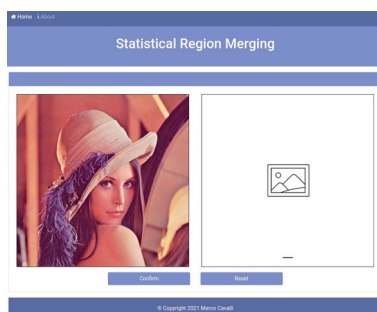 Home About
Statistical Region Merging
Confirm Reset
© Copyright 2021 Marco Cavalli